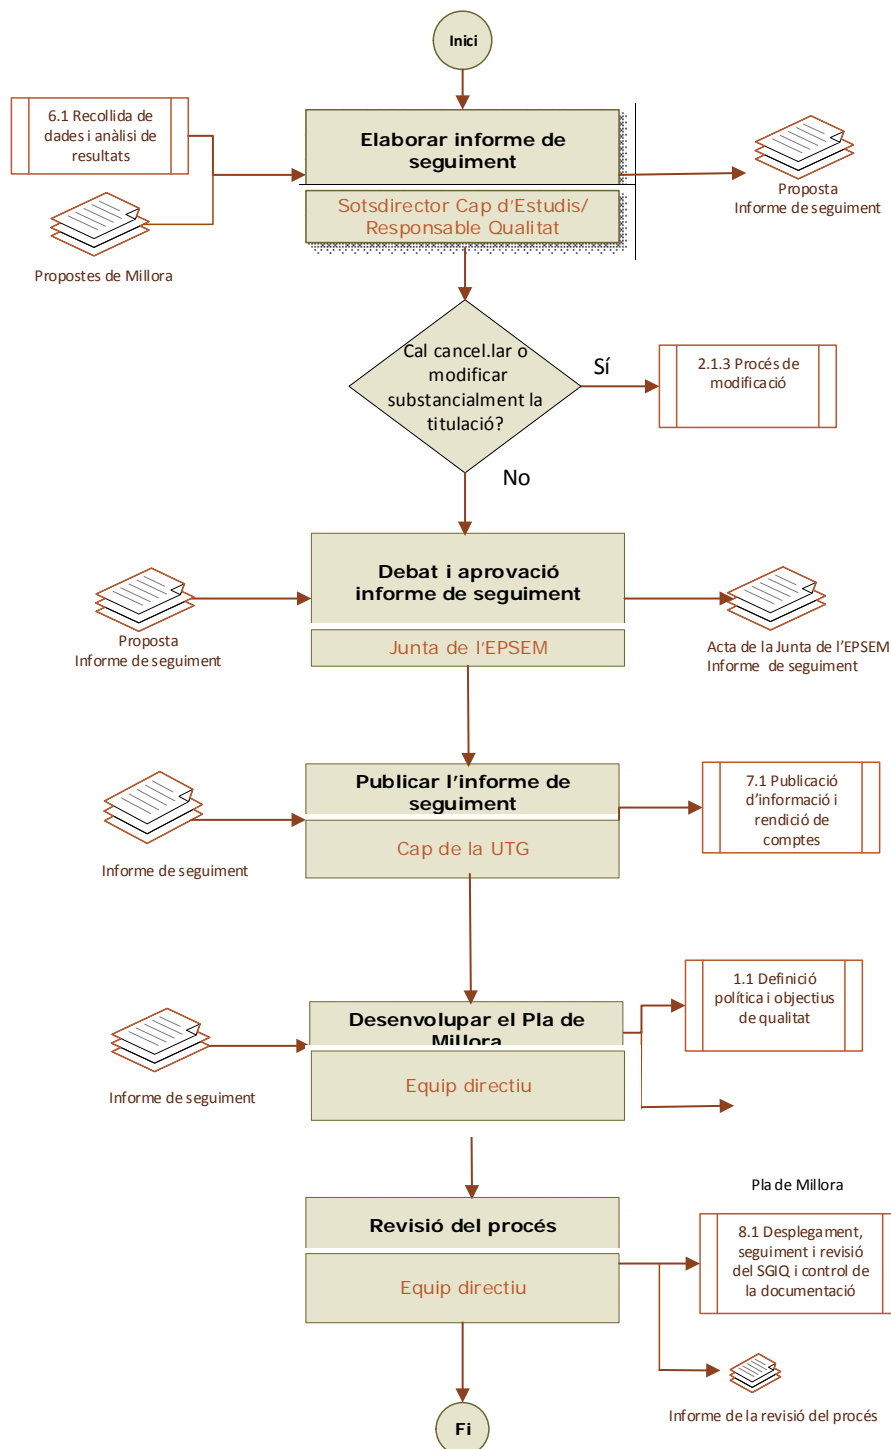 Inici
6.1 Recollida de
dades i anàlisi de
resultats
Elaborar informe de
seguiment
Sotsdirector Cap d'Estudis/
Responsable Qualitat
Proposta
Informe de seguiment
Propostes de Millora
Cal cancel.lar o
modificar
substancialment la
titulació?
Sí
2.1.3 Procés de
modificació
No
Debat i aprovació
informe de seguiment
Junta de l'EPSEM
Proposta
Informe de seguiment
Acta de la Junta de l'EPSEM
Informe de seguiment
Publicar l'informe de
seguiment
Cap de la UTG
Informe de seguiment
7.1 Publicació
d'informació i
rendició de
comptes
Desenvolupar el Pla de
Millora
Equip directiu
Informe de seguiment
1.1 Definició
política i objectius
de qualitat
Pla de Millora
Revisió del procés
Equip directiu
8.1 Desplegament,
seguiment i revisió
del SGIQ i control de
la documentació
Informe de la revisió del procés
Fi